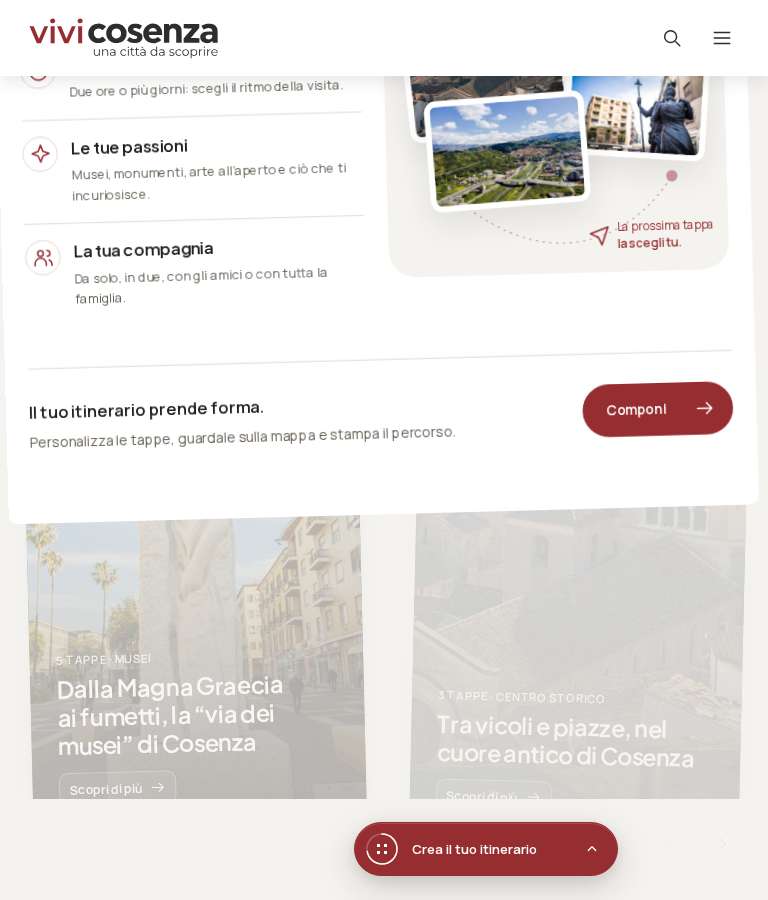 vivicosenza
una città da scoprire
Due ore o più giorni: scegli il ritmo della visita.
Le tue passioni
Musei, monumenti, arte all'aperto e ciò che ti
incuriosisce.
La tua compagnia
Da solo, in due, con gli amici o con tutta la
famiglia.
La prossima tappa
la scegli tu.
Il tuo itinerario prende forma.
Personalizza le tappe, guardale sulla mappa e stampa il percorso.
Componi
5 TAPPE · MUSEI
Dalla Magna Graecia
ai fumetti, la “via dei
musei” di Cosenza
Scopri di più
3 TAPPE · CENTRO STORICO
Tra vicoli e piazze, nel
cuore antico di Cosenza
Scopri di più
Crea il tuo itinerario